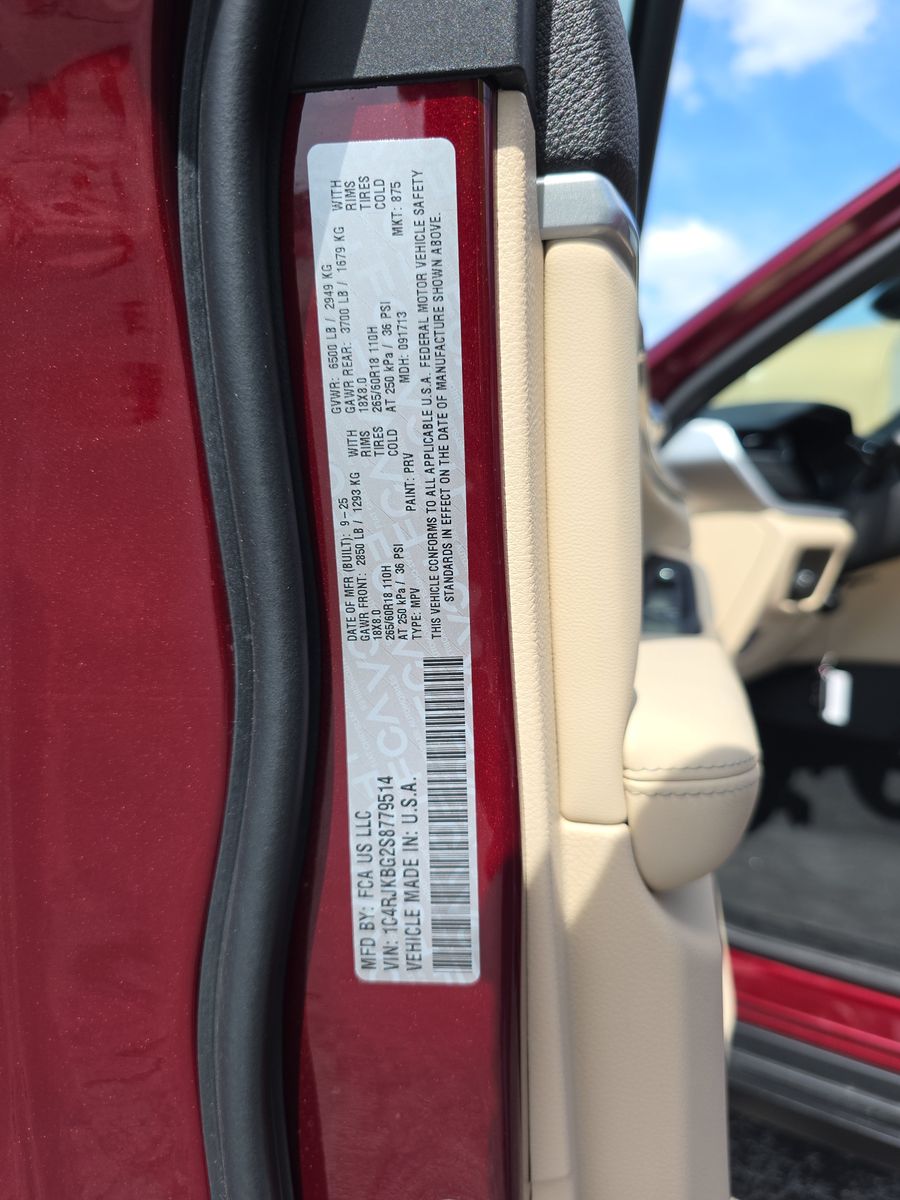 MFD BY: FCA US LLC
VIN: 1C4RJKBG2S8779514
VEHICLE MADE IN: U.S.A.
DATE OF MFR (BUILT): 9-25 GVWR: 6500 LB / 2949 KG
GAWR FRONT: 2850 LB / 1293 KG WITH GAWR REAR: 3700 LB / 1679 KG WITH
18X8.0 RIMS 18X8.0 RIMS
265/60R18 110H TIRES 265/60R18 110H TIRES
AT 250 kPa / 36 PSI COLD AT 250 kPa / 36 PSI COLD
TYPE: MPV PAINT: PRV MDH: 091713 MKT: 875
THIS VEHICLE CONFORMS TO ALL APPLICABLE U.S.A. FEDERAL MOTOR VEHICLE SAFETY
STANDARDS IN EFFECT ON THE DATE OF MANUFACTURE SHOWN ABOVE.